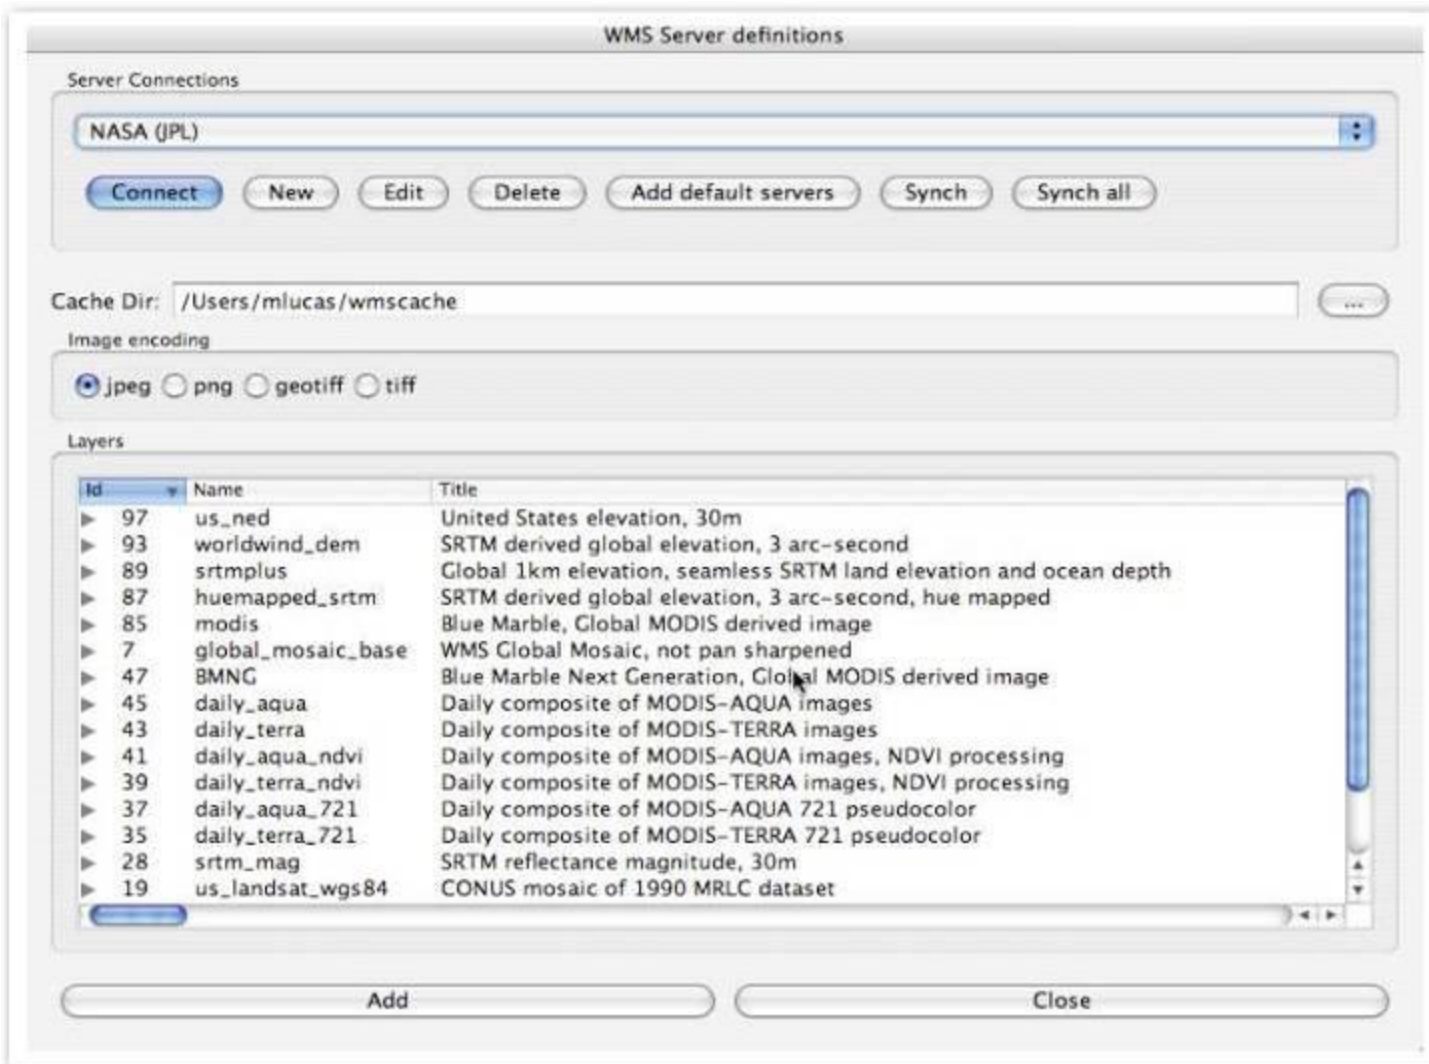 WMS Server definitions
Server Connections
NASA (JPL)
Connect New Edit Delete Add default servers Synch Synch all
Cache Dir: /Users/mlucas/wmscache ...
Image encoding
jpeg png geotiff tiff
Layers
Id Name Title
97 us_ned United States elevation, 30m
93 worldwind_dem SRTM derived global elevation, 3 arc-second
89 srtmplus Global 1km elevation, seamless SRTM land elevation and ocean depth
87 huemapped_srtm SRTM derived global elevation, 3 arc-second, hue mapped
85 modis Blue Marble, Global MODIS derived image
7 global_mosaic_base WMS Global Mosaic, not pan sharpened
47 BMNG Blue Marble Next Generation, Global MODIS derived image
45 daily_aqua Daily composite of MODIS-AQUA images
43 daily_terra Daily composite of MODIS-TERRA images
41 daily_aqua_ndvi Daily composite of MODIS-AQUA images, NDVI processing
39 daily_terra_ndvi Daily composite of MODIS-TERRA images, NDVI processing
37 daily_aqua_721 Daily composite of MODIS-AQUA 721 pseudocolor
35 daily_terra_721 Daily composite of MODIS-TERRA 721 pseudocolor
28 srtm_mag SRTM reflectance magnitude, 30m
19 us_landsat_wgs84 CONUS mosaic of 1990 MRLC dataset
Add Close